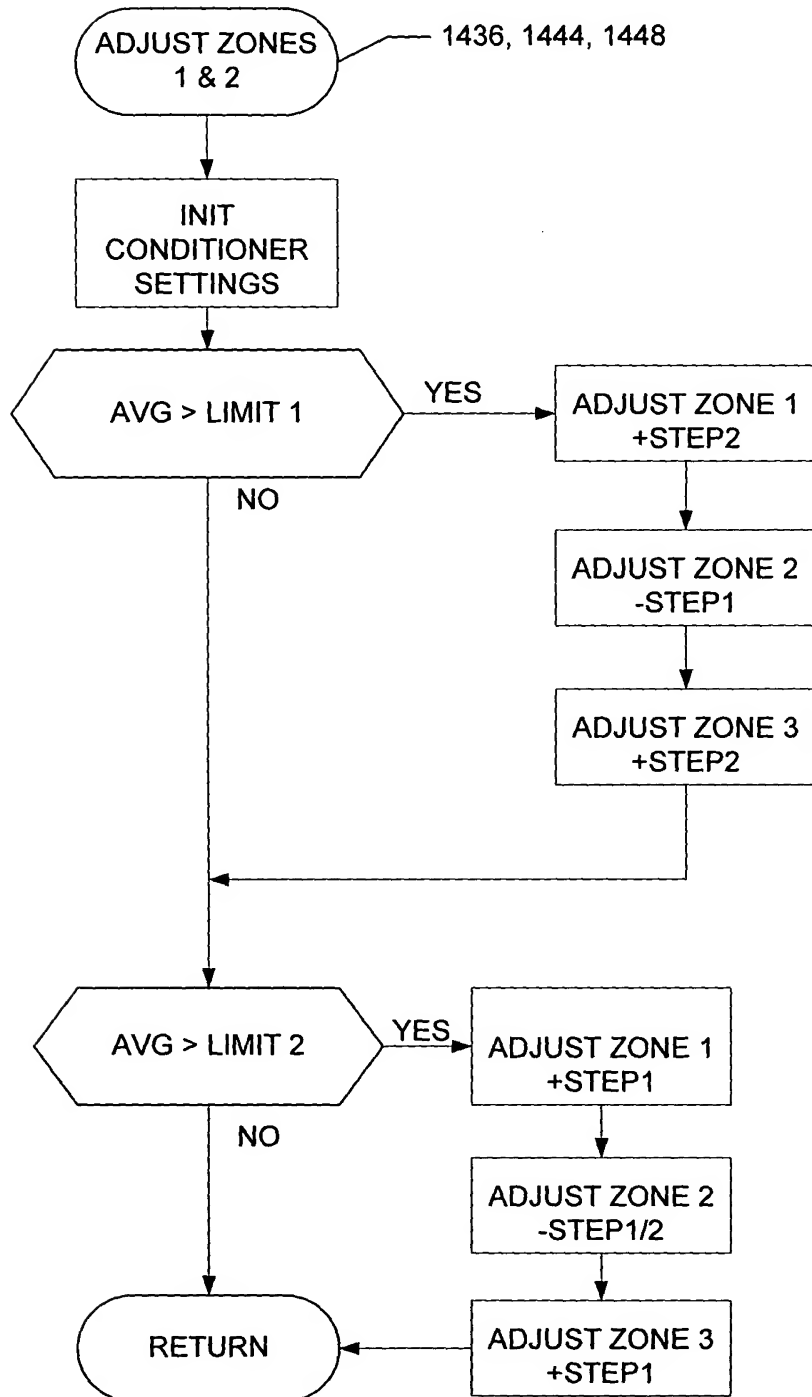 ADJUST ZONES
1 & 2
1436, 1444, 1448
INIT
CONDITIONER
SETTINGS
AVG > LIMIT 1
YES
NO
ADJUST ZONE 1
+STEP2
ADJUST ZONE 2
-STEP1
ADJUST ZONE 3
+STEP2
AVG > LIMIT 2
YES
NO
ADJUST ZONE 1
+STEP1
ADJUST ZONE 2
-STEP1/2
ADJUST ZONE 3
+STEP1
RETURN